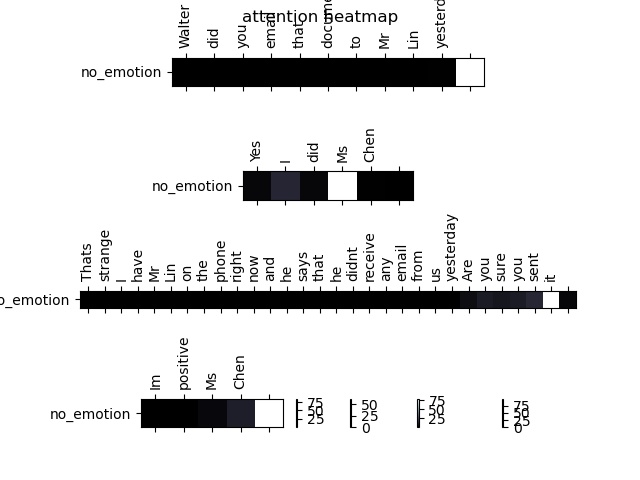 attention heatmap
Walter did you email that to Mr Lin
no_emotion
Yes I did Ms Chen
no_emotion
Thats strange I have Mr Lin on the phone right now and he says that he didnt receive any email from us yesterday Are you sure you sent it
Im positive Ms Chen
no_emotion
75 50 25
50 25 0
75 50 25
75 50 25 0